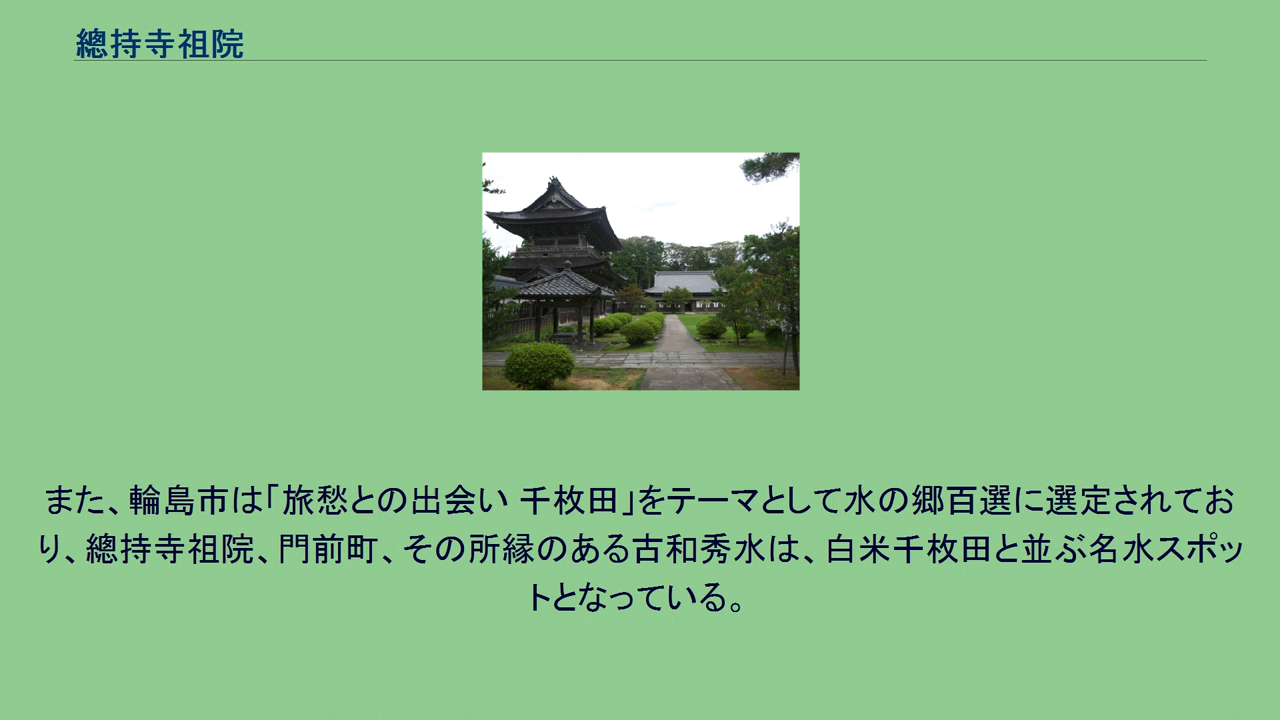 總持寺祖院
また、輪島市は｢旅愁との出会い 千枚田｣をテーマとして水の郷百選に選定されてお
り、總持寺祖院、門前町、その所縁のある古和秀水は、白米千枚田と並ぶ名水スポッ
トとなっている。